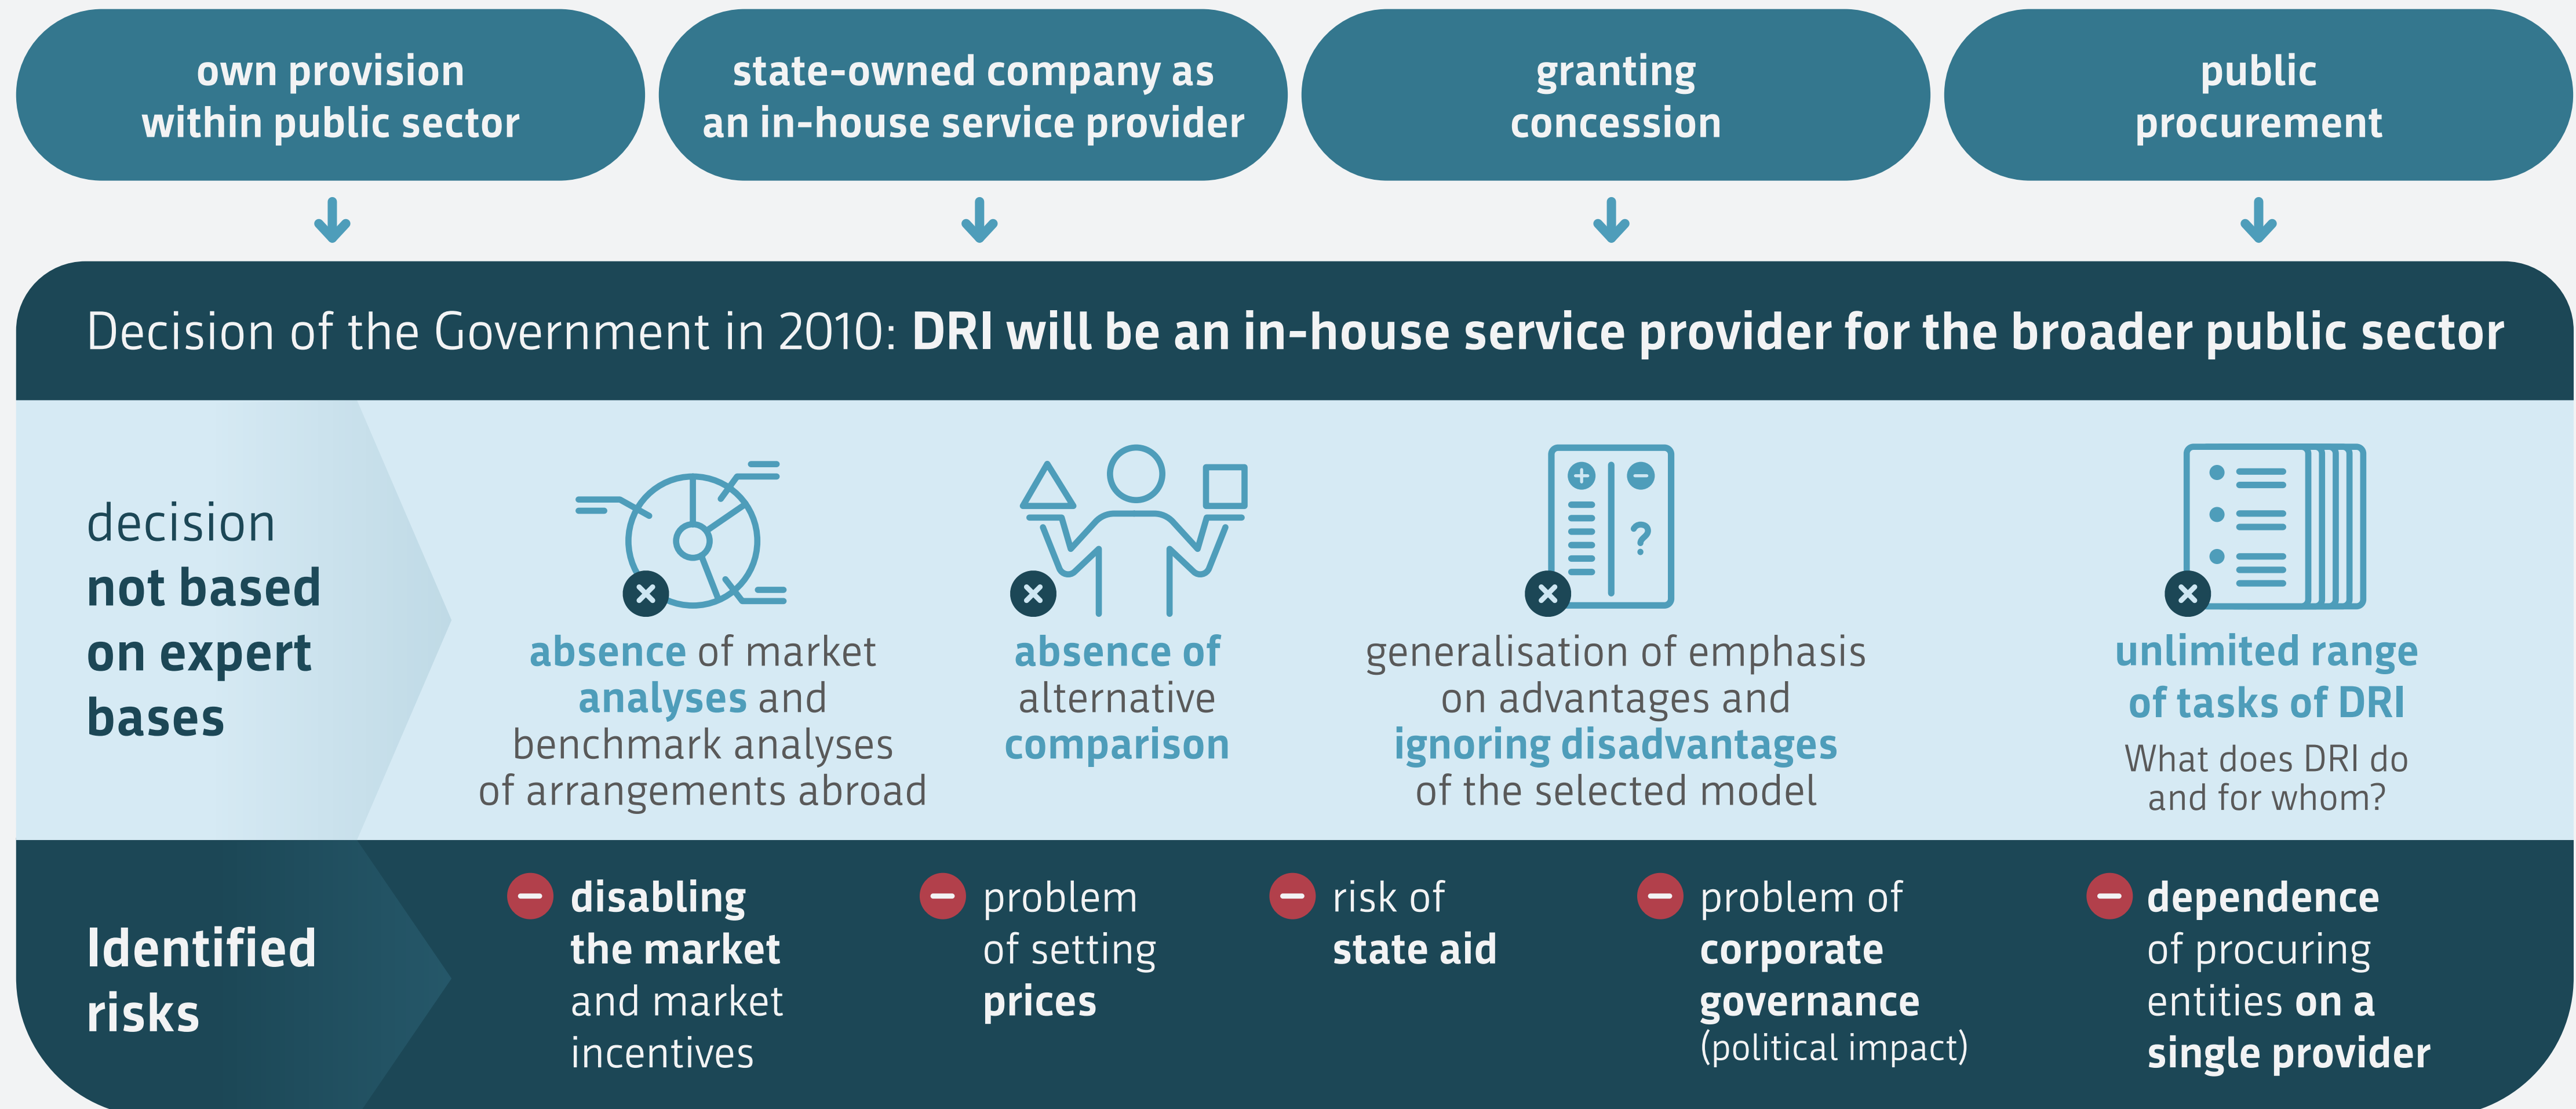 own provision
within public sector
state-owned company as
an in-house service provider
granting
concession
public
procurement
Decision of the Government in 2010: DRI will be an in-house service provider for the broader public sector
decision
not based
on expert
bases
absence of market
analyses and
benchmark analyses
of arrangements abroad
absence of
alternative
comparison
generalisation of emphasis
on advantages and
ignoring disadvantages
of the selected model
unlimited range
of tasks of DRI
What does DRI do
and for whom?
Identified
risks
disabling
the market
and market
incentives
problem
of setting
prices
risk of
state aid
problem of
corporate
governance
(political impact)
dependence
of procuring
entities on a
single provider